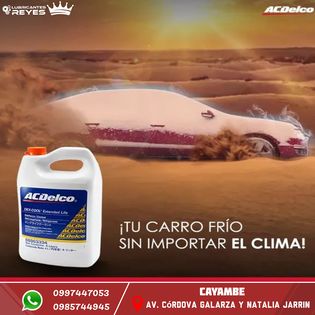 LUBRICANTES
REYES
ACDelco
ACDelco
DEX-COOL Extended Life
¡TU CARRO FRÍO
SIN IMPORTAR EL CLIMA!
0997447053
0985744945
CAYAMBE
AV. CÓRDOVA GALARZA Y NATALIA JARRIN